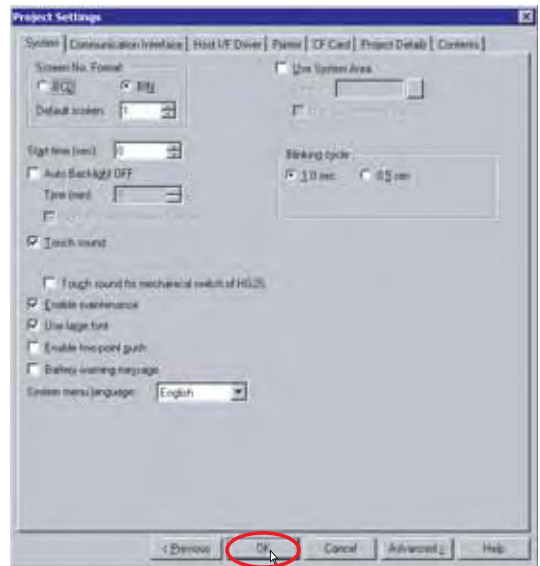 Project Settings
System Communication Interface Host I/F Driver Printer CF Card Project Details Contents
Screen No. Format
BCD BIN
Default screen: 1
Use System Area
Start time (sec): 0
Auto Backlight OFF
Time (min):
Blinking cycle
1.0 sec 0.5 sec
Touch sound
Tough sound for mechanical switch of HG2S
Enable maintenance
Use large font
Enable two-point push
Battery warning message
System menu language: English
< Previous OK Cancel Advanced Help